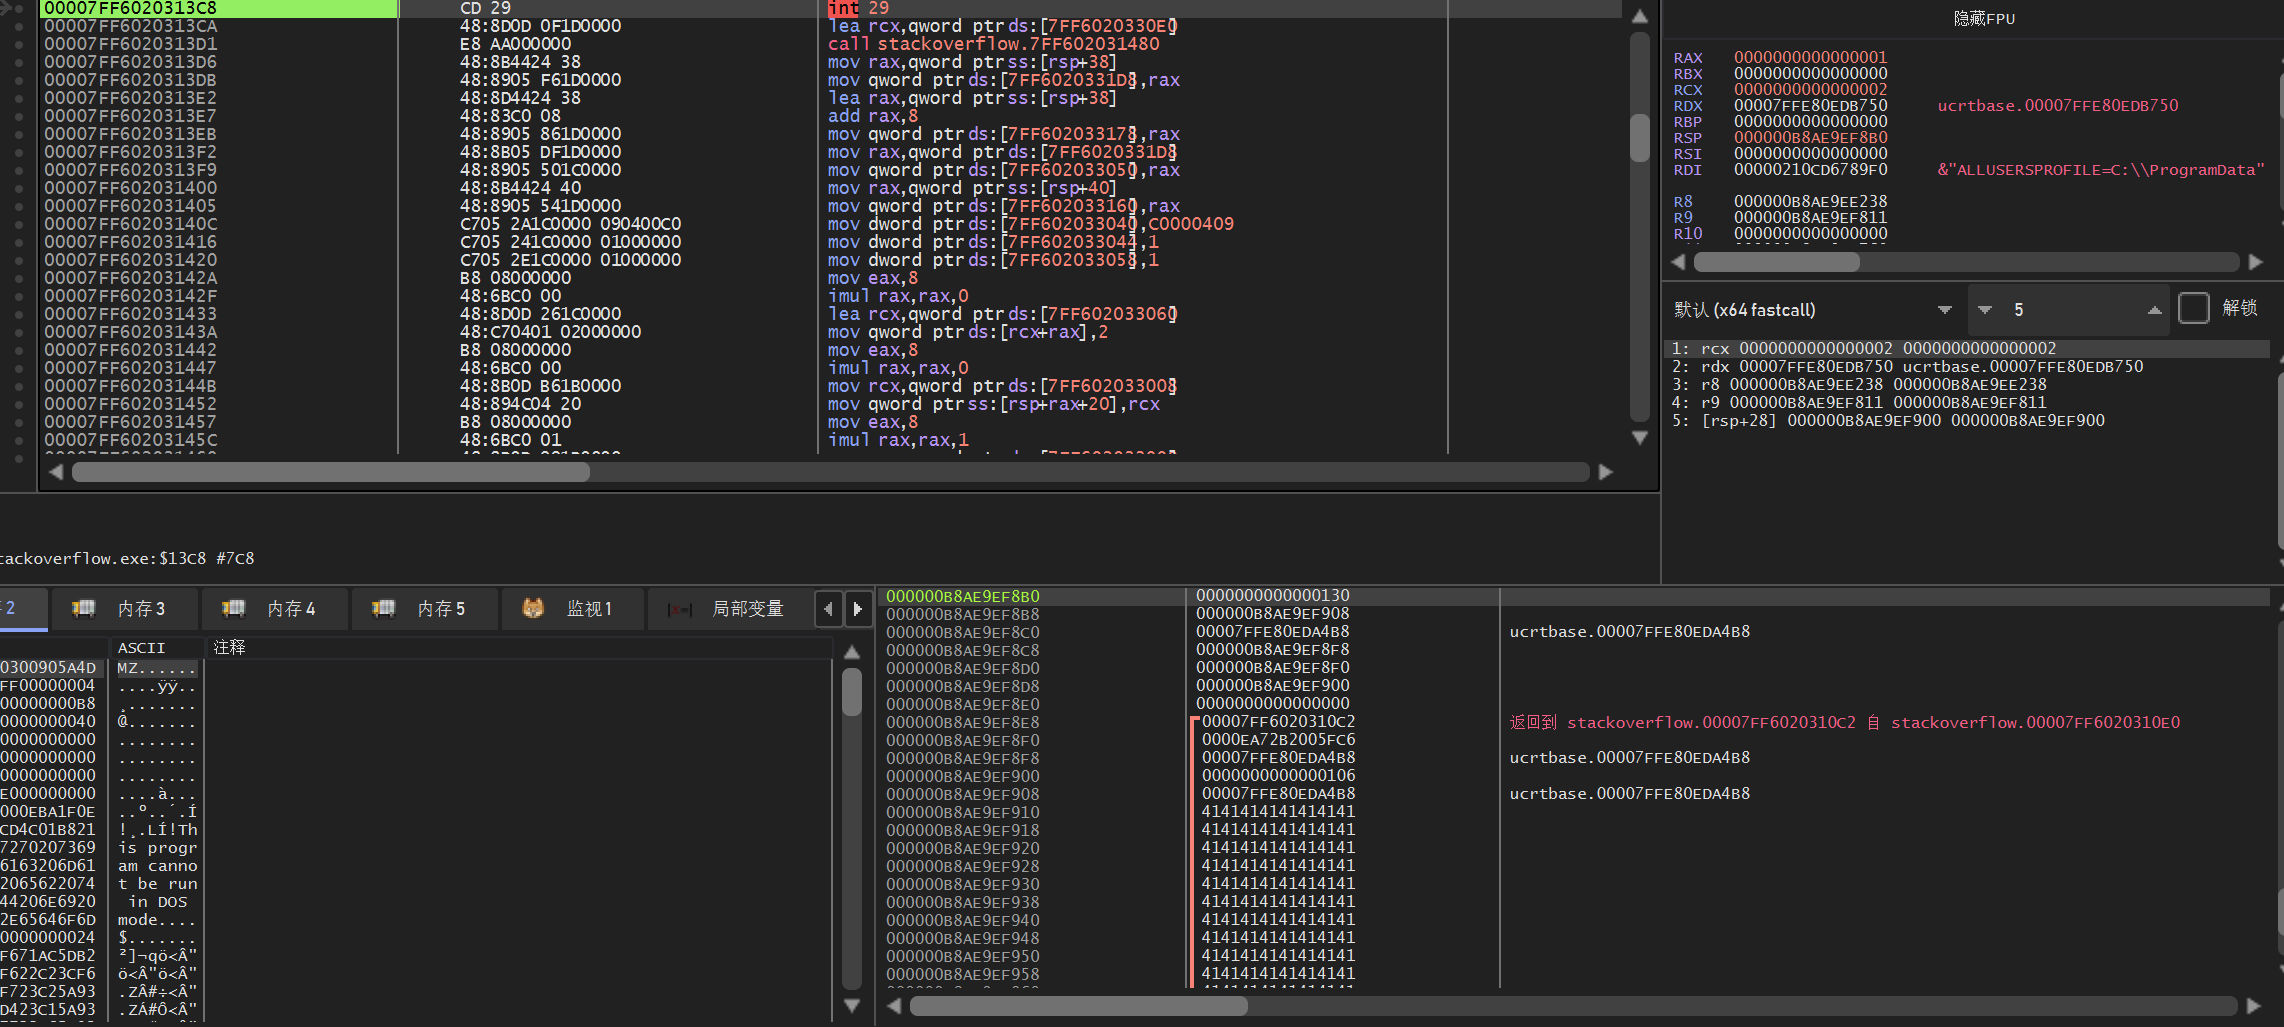 00007FF6020313C8 CD 29 int 29
00007FF6020313CA 48:8D0D 0F1D0000 lea rcx,qword ptr ds:[7FF6020330E0]
00007FF6020313D1 E8 AA000000 call stackoverflow.7FF602031480
00007FF6020313D6 48:8B4424 38 mov rax,qword ptr ss:[rsp+38]
00007FF6020313DB 48:8905 F61D0000 mov qword ptr ds:[7FF6020331D8],rax
00007FF6020313E2 48:8D4424 38 lea rax,qword ptr ss:[rsp+38]
00007FF6020313E7 48:83C0 08 add rax,8
00007FF6020313EB 48:8905 861D0000 mov qword ptr ds:[7FF602033178],rax
00007FF6020313F2 48:8B05 DF1D0000 mov rax,qword ptr ds:[7FF6020331D8]
00007FF6020313F9 48:8905 501C0000 mov qword ptr ds:[7FF602033050],rax
00007FF602031400 48:8B4424 40 mov rax,qword ptr ss:[rsp+40]
00007FF602031405 48:8905 541D0000 mov qword ptr ds:[7FF602033160],rax
00007FF60203140C C705 2A1C0000 090400C0 mov dword ptr ds:[7FF602033040],C0000409
00007FF602031416 C705 241C0000 01000000 mov dword ptr ds:[7FF602033044],1
00007FF602031420 C705 2E1C0000 01000000 mov dword ptr ds:[7FF602033058],1
00007FF60203142A B8 08000000 mov eax,8
00007FF60203142F 48:6BC0 00 imul rax,rax,0
00007FF602031433 48:8D0D 261C0000 lea rcx,qword ptr ds:[7FF602033060]
00007FF60203143A 48:C70401 02000000 mov qword ptr ds:[rcx+rax],2
00007FF602031442 B8 08000000 mov eax,8
00007FF602031447 48:6BC0 00 imul rax,rax,0
00007FF60203144B 48:8B0D B61B0000 mov rcx,qword ptr ds:[7FF602033008]
00007FF602031452 48:894C04 20 mov qword ptr ss:[rsp+rax+20],rcx
00007FF602031457 B8 08000000 mov eax,8
00007FF60203145C 48:6BC0 01 imul rax,rax,1
隐藏FPU
RAX 0000000000000001
RBX 0000000000000000
RCX 0000000000000002
RDX 00007FFE80EDB750 ucrtbase.00007FFE80EDB750
RBP 0000000000000000
RSP 000000B8AE9EF8B0
RSI 0000000000000000
RDI 00000210CD6789F0 &"ALLUSERSPROFILE=C:\\ProgramData"
R8 000000B8AE9EE238
R9 000000B8AE9EF811
R10 0000000000000000
默认 (x64 fastcall) 5 解锁
1: rcx 0000000000000002 0000000000000002
2: rdx 00007FFE80EDB750 ucrtbase.00007FFE80EDB750
3: r8 000000B8AE9EE238 000000B8AE9EE238
4: r9 000000B8AE9EF811 000000B8AE9EF811
5: [rsp+28] 000000B8AE9EF900 000000B8AE9EF900
tackoverflow.exe:$13C8 #7C8
2 内存 3 内存 4 内存 5 监视 1 局部变量
ASCII 注释
0300905A4D MZ......
FF00000004 ....ÿÿ..
00000000B8 ¸.......
0000000040 @.......
0000000000 ........
0000000000 ........
0000000000 ........
E000000000 ....à...
000EBA1F0E ..º..´.Í
CD4C01B821 !¸.LÍ!Th
7270207369 is progr
6163206D61 am canno
2065622074 t be run
44206E6920 in DOS
2E65646F6D mode....
0000000024 $.......
F671AC5DB2 ²]¬qö<Â"
F622C23CF6 ö<Â"ö<Â"
F723C25A93 .ZÂ#÷<Â"
D423C15A93 .ZÁ#Ô<Â"
000000B8AE9EF8B0 0000000000000130
000000B8AE9EF8B8 000000B8AE9EF908
000000B8AE9EF8C0 00007FFE80EDA4B8 ucrtbase.00007FFE80EDA4B8
000000B8AE9EF8C8 000000B8AE9EF8F8
000000B8AE9EF8D0 000000B8AE9EF8F0
000000B8AE9EF8D8 000000B8AE9EF900
000000B8AE9EF8E0 0000000000000000
000000B8AE9EF8E8 00007FF6020310C2 返回到 stackoverflow.00007FF6020310C2 自 stackoverflow.00007FF6020310E0
000000B8AE9EF8F0 0000EA72B2005FC6
000000B8AE9EF8F8 00007FFE80EDA4B8 ucrtbase.00007FFE80EDA4B8
000000B8AE9EF900 0000000000000106
000000B8AE9EF908 00007FFE80EDA4B8 ucrtbase.00007FFE80EDA4B8
000000B8AE9EF910 4141414141414141
000000B8AE9EF918 4141414141414141
000000B8AE9EF920 4141414141414141
000000B8AE9EF928 4141414141414141
000000B8AE9EF930 4141414141414141
000000B8AE9EF938 4141414141414141
000000B8AE9EF940 4141414141414141
000000B8AE9EF948 4141414141414141
000000B8AE9EF950 4141414141414141
000000B8AE9EF958 4141414141414141